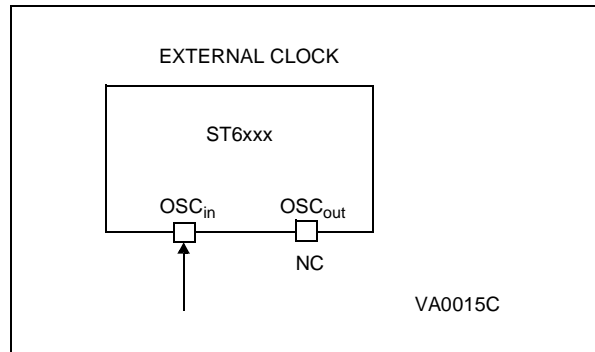 EXTERNAL CLOCK
ST6xxx
OSCin OSCout
NC
VA0015C